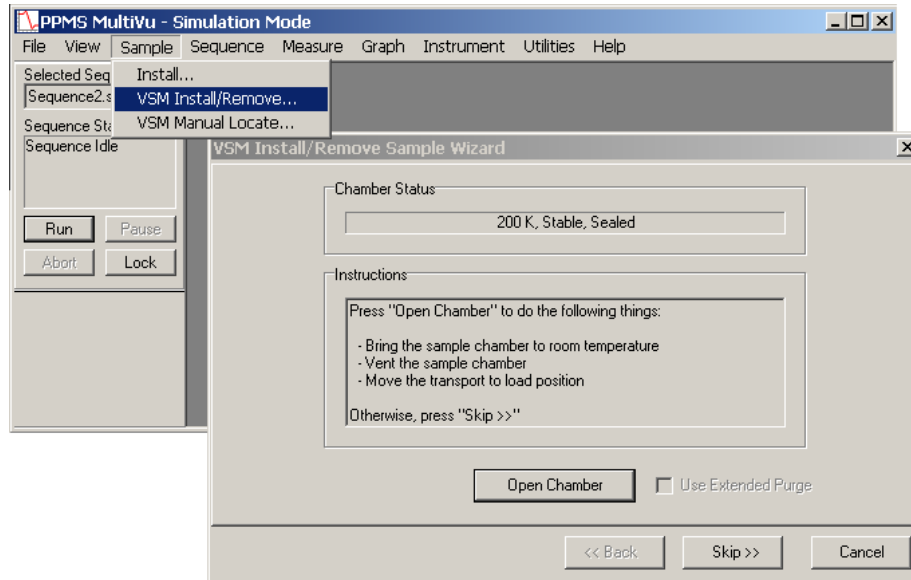 PPMS MultiVu - Simulation Mode
File View Sample Sequence Measure Graph Instrument Utilities Help
Selected Seq
Sequence2.s
Install...
VSM Install/Remove...
VSM Manual Locate...
Sequence Sta
Sequence Idle
Run Pause
Abort Lock
VSM Install/Remove Sample Wizard
Chamber Status
200 K, Stable, Sealed
Instructions
Press "Open Chamber" to do the following things:
- Bring the sample chamber to room temperature
- Vent the sample chamber
- Move the transport to load position
Otherwise, press "Skip >>"
Open Chamber Use Extended Purge
<< Back Skip >> Cancel